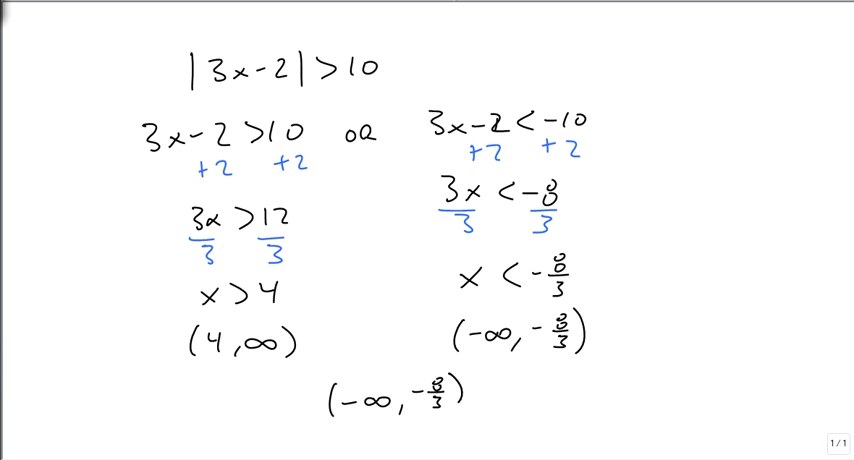 |3x-2|>10
3x-2>10 OR 3x-2<-10
+2 +2 +2 +2
3x>12 3x<-8
3 3 3 3
x>4 x<-8/3
(4,∞) (-∞,-8/3)
(-∞,-8/3)
1/1